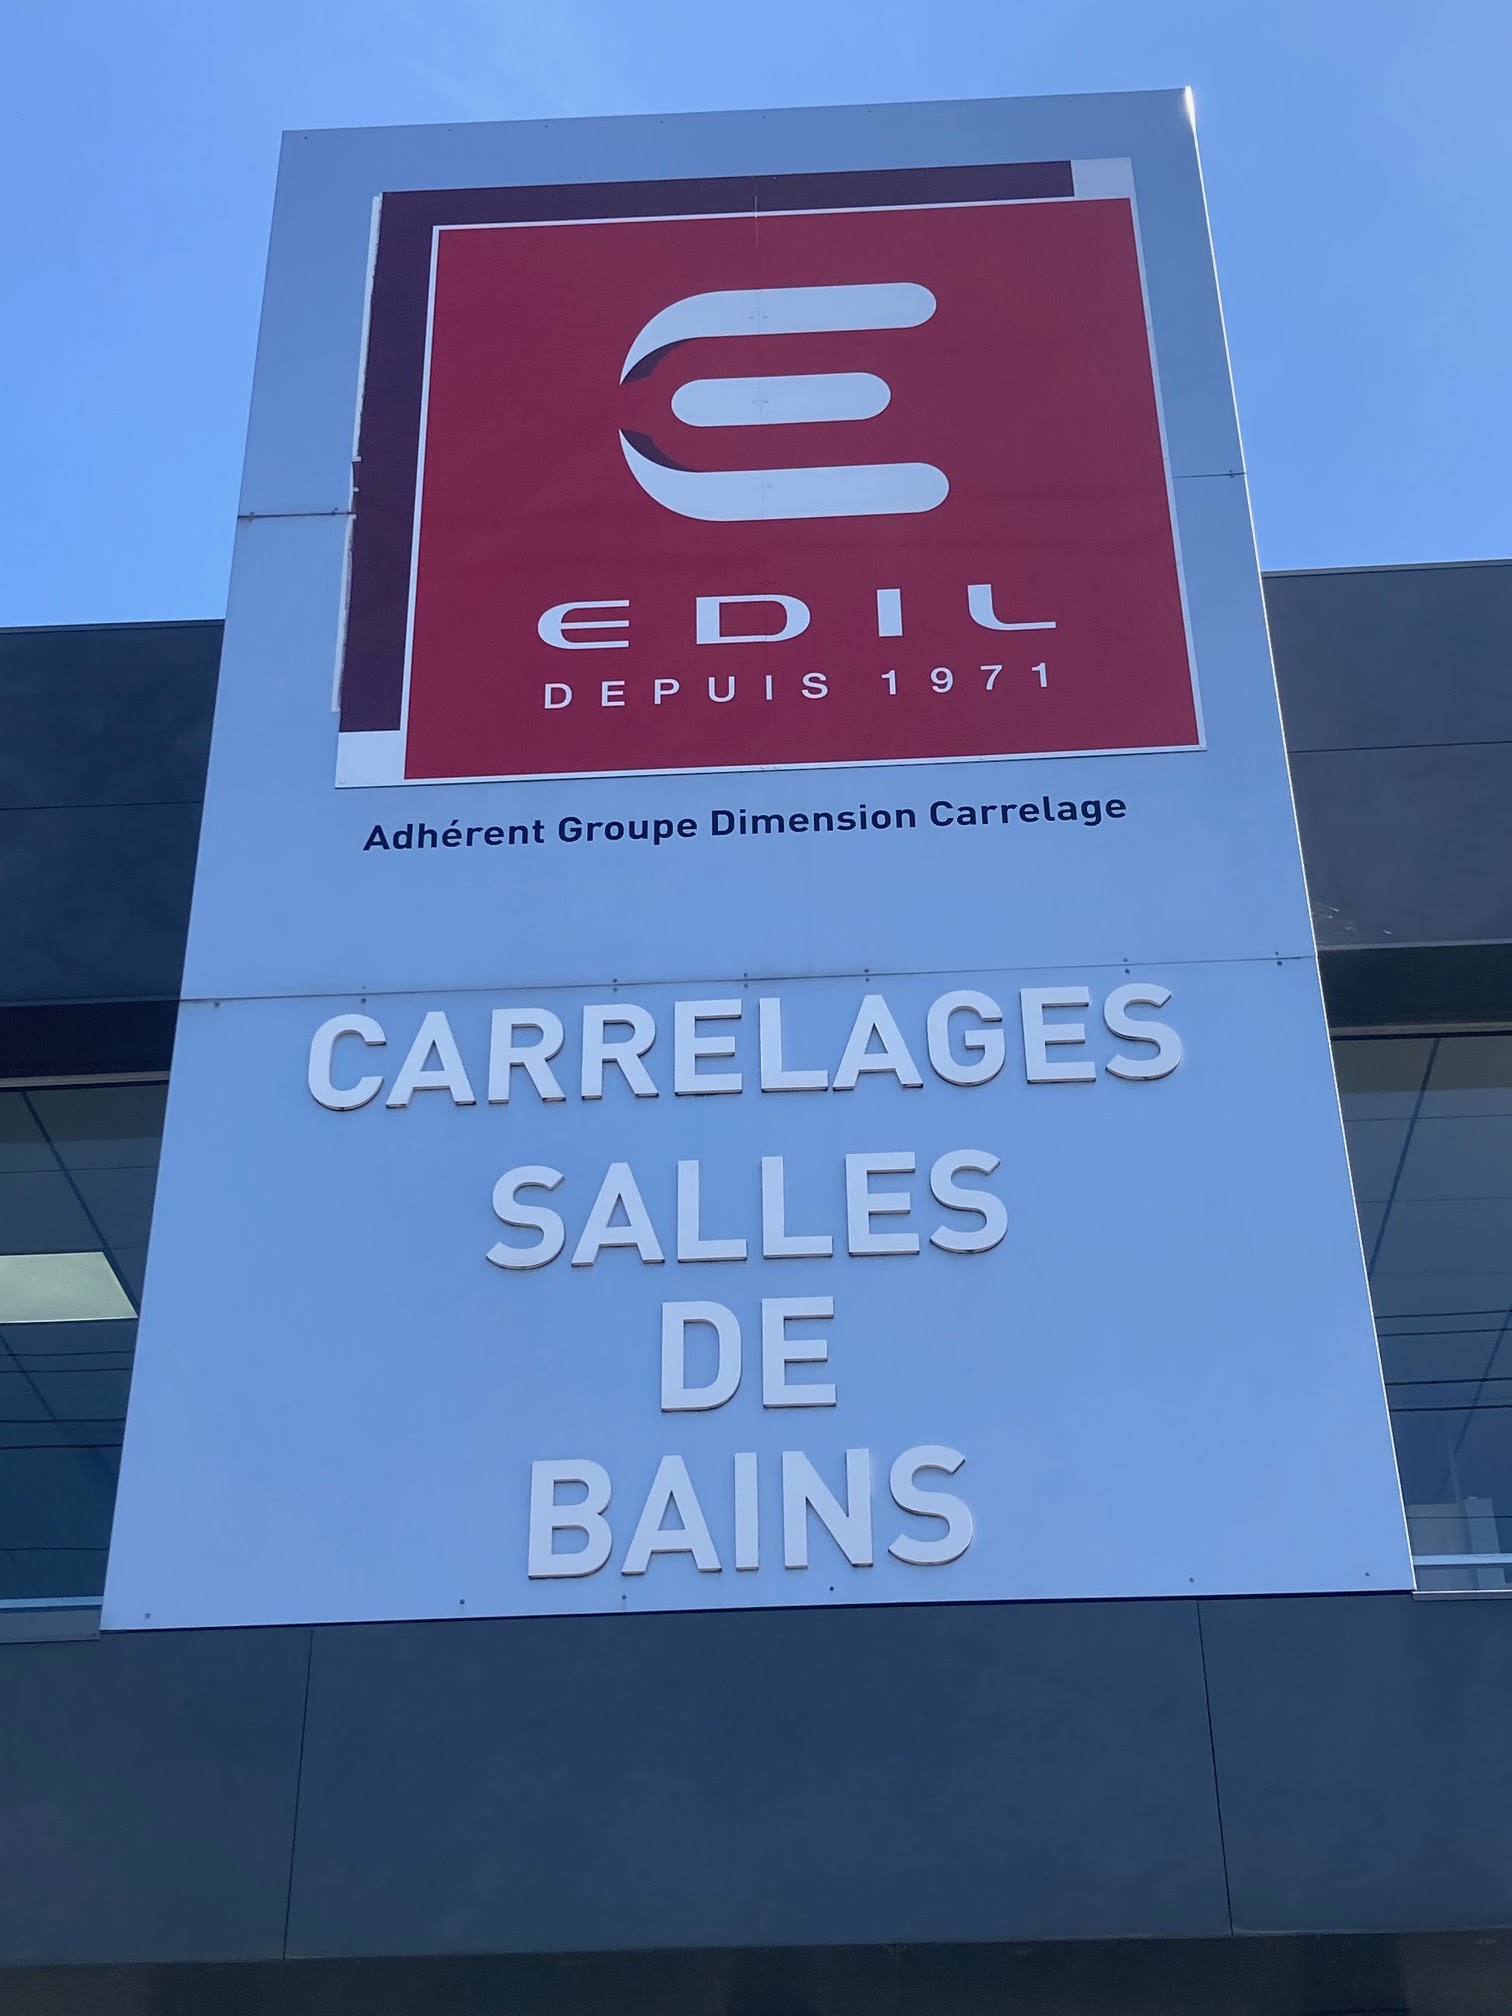 EDIL
DEPUIS 1971
Adhérent Groupe Dimension Carrelage
CARRELAGES
SALLES
DE
BAINS